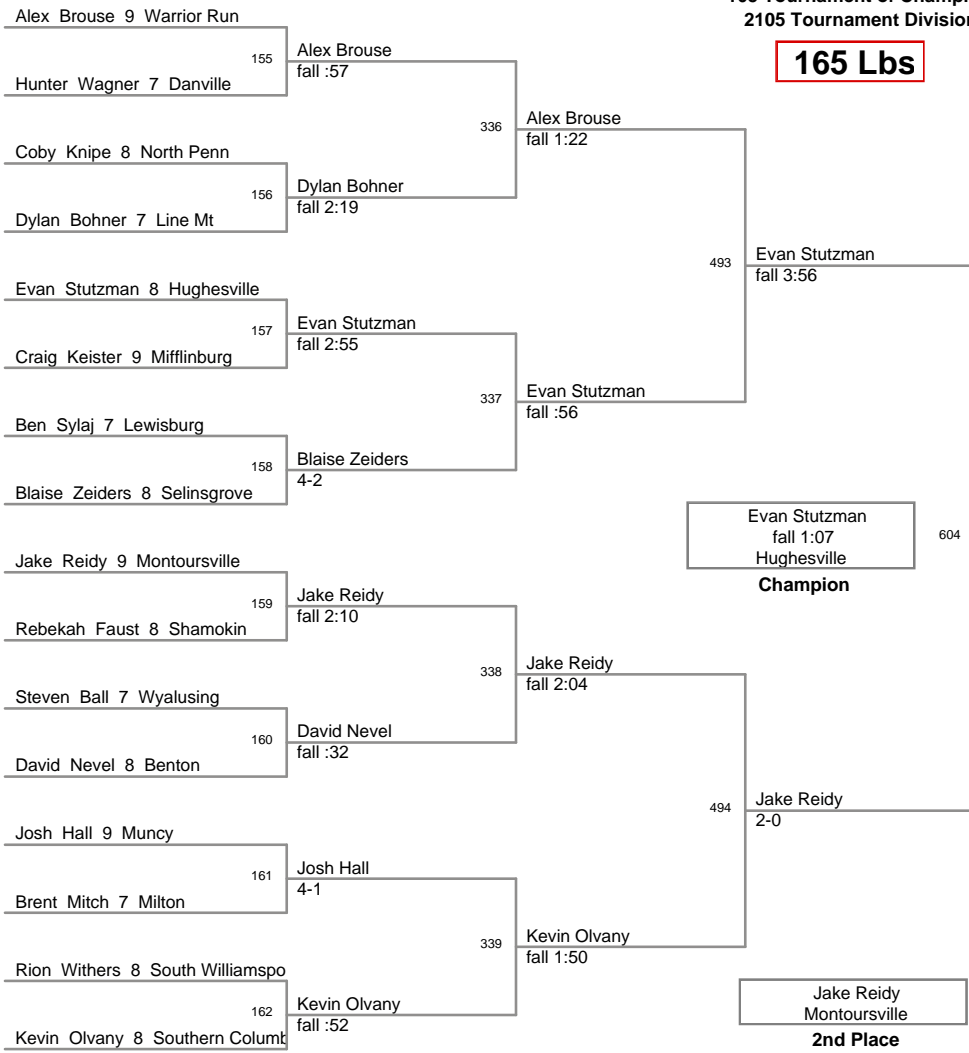 2105 Tournament Division
165 Lbs
Alex Brouse 9 Warrior Run
155
Alex Brouse
fall :57
Hunter Wagner 7 Danville
336
Alex Brouse
fall 1:22
Coby Knipe 8 North Penn
156
Dylan Bohner
fall 2:19
Dylan Bohner 7 Line Mt
493
Evan Stutzman
fall 3:56
Evan Stutzman 8 Hughesville
157
Evan Stutzman
fall 2:55
Craig Keister 9 Mifflinburg
337
Evan Stutzman
fall :56
Ben Sylaj 7 Lewisburg
158
Blaise Zeiders
4-2
Blaise Zeiders 8 Selinsgrove
Evan Stutzman
fall 1:07
Hughesville
604
Champion
Jake Reidy 9 Montoursville
159
Jake Reidy
fall 2:10
Rebekah Faust 8 Shamokin
338
Jake Reidy
fall 2:04
Steven Ball 7 Wyalusing
160
David Nevel
fall :32
David Nevel 8 Benton
494
Jake Reidy
2-0
Josh Hall 9 Muncy
161
Josh Hall
4-1
Brent Mitch 7 Milton
339
Kevin Olvany
fall 1:50
Rion Withers 8 South Williamspo
162
Kevin Olvany
fall :52
Kevin Olvany 8 Southern Columb
Jake Reidy
Montoursville
2nd Place